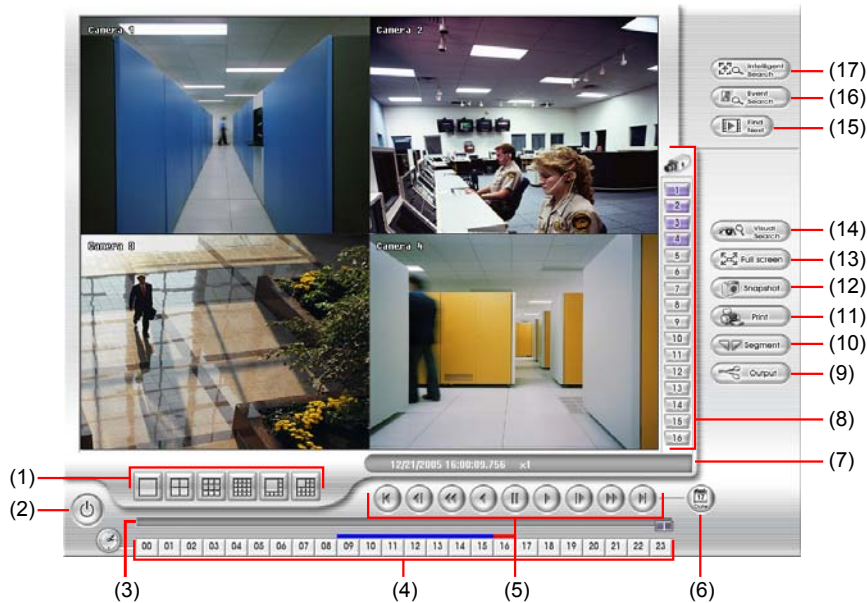 Camera 1
Camera 2
Camera 3
Camera 4
Intelligent Search
(17)
Event Search
(16)
Find Next
(15)
1
2
3
4
5
6
7
8
9
10
11
12
13
14
15
16
(8)
Visual Search
(14)
Full screen
(13)
Snapshot
(12)
Print
(11)
Segment
(10)
Output
(9)
12/21/2005 16:00:09.756 x1
(7)
(1)
(2)
17
Date
00 01 02 03 04 05 06 07 08 09 10 11 12 13 14 15 16 17 18 19 20 21 22 23
(3)
(4)
(5)
(6)